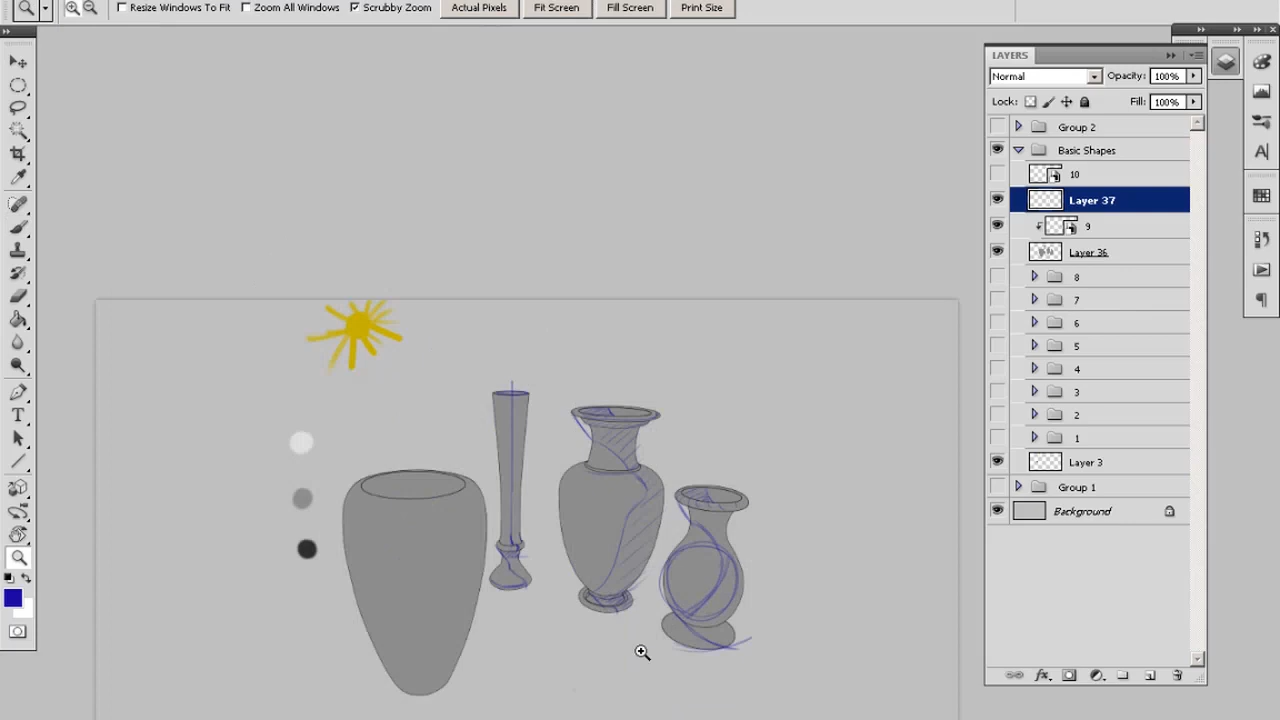 Resize Windows To Fit Zoom All Windows Scrubby Zoom Actual Pixels Fit Screen Fill Screen Print Size
LAYERS
Normal Opacity: 100%
Lock: Fill: 100%
Group 2
Basic Shapes
10
Layer 37
9
Layer 36
8
7
6
5
4
3
2
1
Layer 3
Group 1
Background